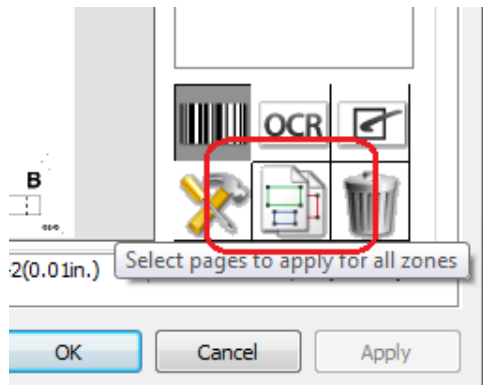 OCR
B
-2(0.01in.)
Select pages to apply for all zones
OK
Cancel
Apply